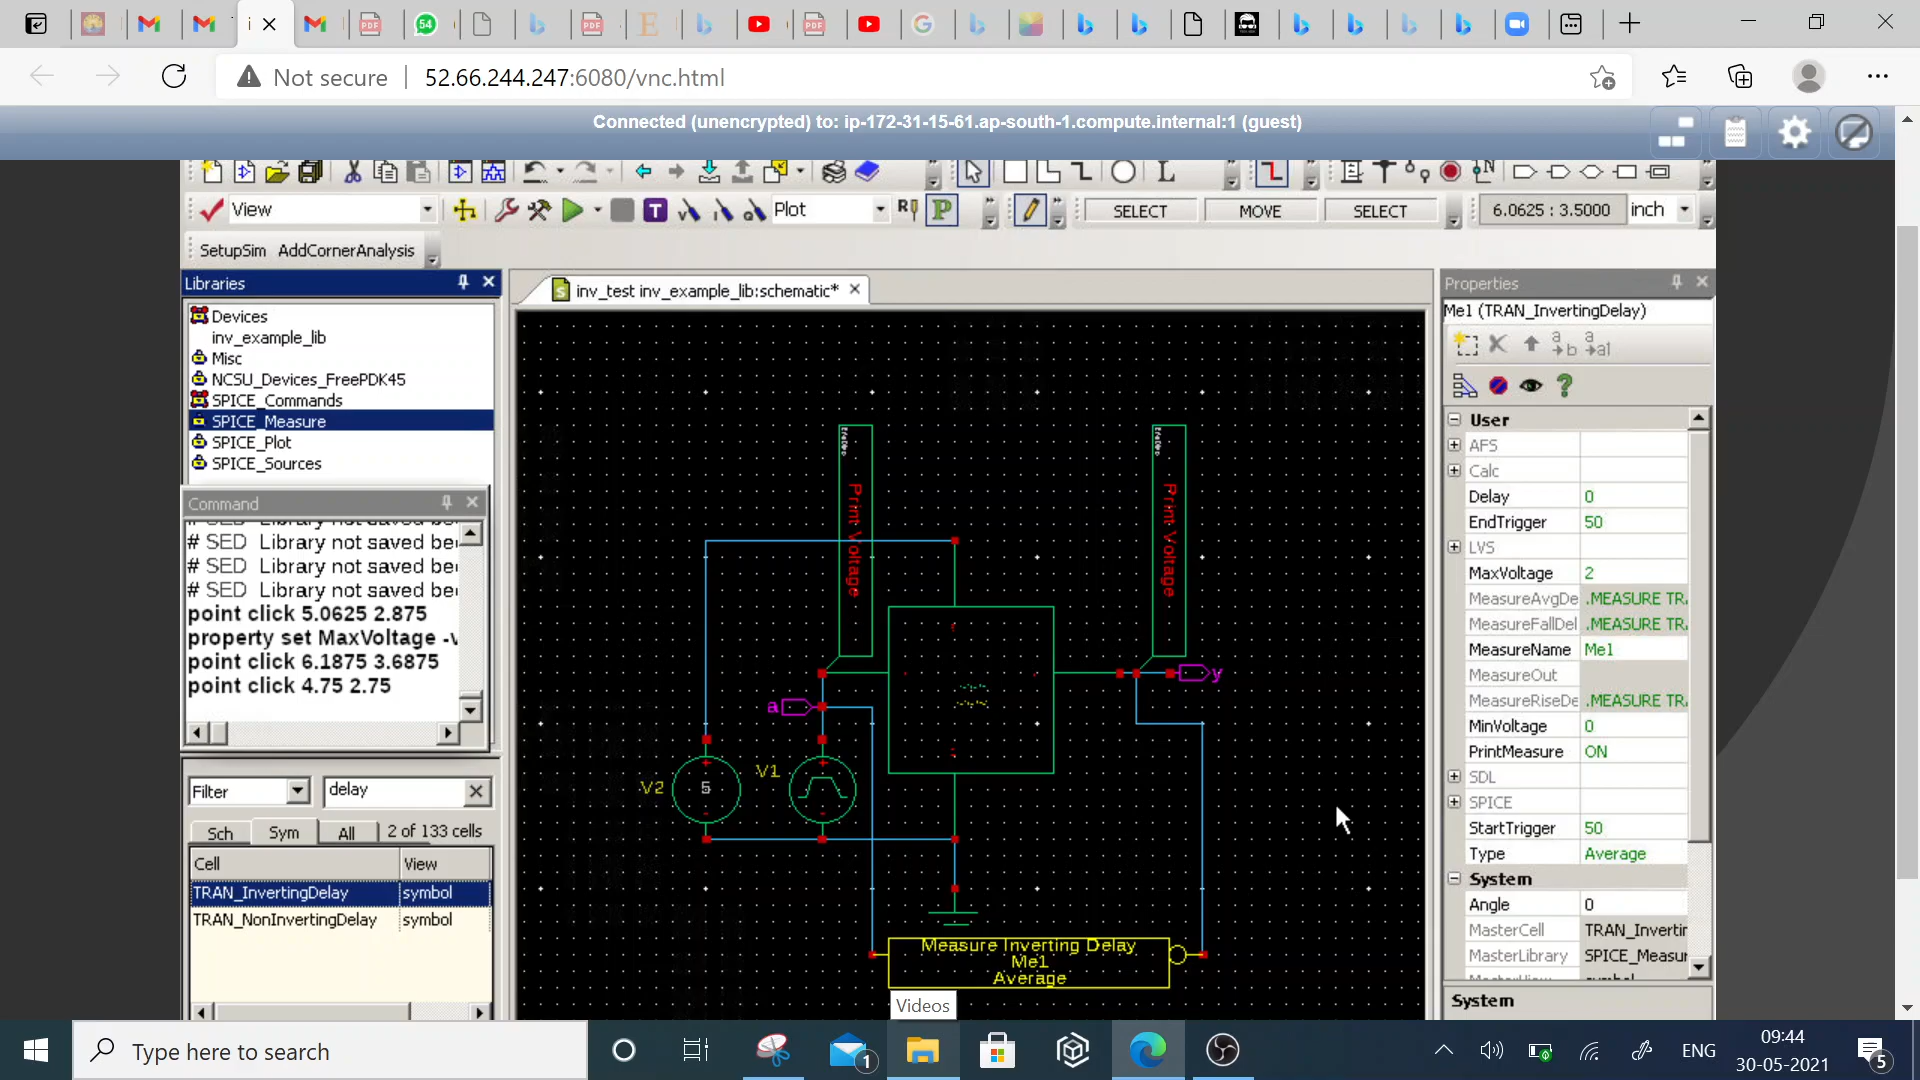 54
Not secure
52.66.244.247:6080/vnc.html
Connected (unencrypted) to: ip-172-31-15-61.ap-south-1.compute.internal:1 (guest)
View
T
Plot
P
SELECT
MOVE
SELECT
6.0625 : 3.5000
inch
SetupSim AddCornerAnalysis
Libraries
Devices
inv_example_lib
Misc
NCSU_Devices_FreePDK45
SPICE_Commands
SPICE_Measure
SPICE_Plot
SPICE_Sources
Command
# SED Library not saved be
# SED Library not saved be
# SED Library not saved be
point click 5.0625 2.875
property set MaxVoltage -v
point click 6.1875 3.6875
point click 4.75 2.75
Filter
delay
Sch
Sym
All
2 of 133 cells
Cell View
TRAN_InvertingDelay symbol
TRAN_NonInvertingDelay symbol
inv_test inv_example_lib:schematic*
Print Voltage
Print Voltage
a
y
V2
5
V1
Measure Inverting Delay
Me1
Average
Videos
Properties
Me1 (TRAN_InvertingDelay)
User
AFS
Calc
Delay 0
EndTrigger 50
LVS
MaxVoltage 2
MeasureAvgDe .MEASURE TR
MeasureFallDel .MEASURE TR
MeasureName Me1
MeasureOut
MeasureRiseDe .MEASURE TR
MinVoltage 0
PrintMeasure ON
SDL
SPICE
StartTrigger 50
Type Average
System
Angle 0
MasterCell TRAN_Invertin
MasterLibrary SPICE_Measur
System
Type here to search
1
ENG
09:44
30-05-2021
5